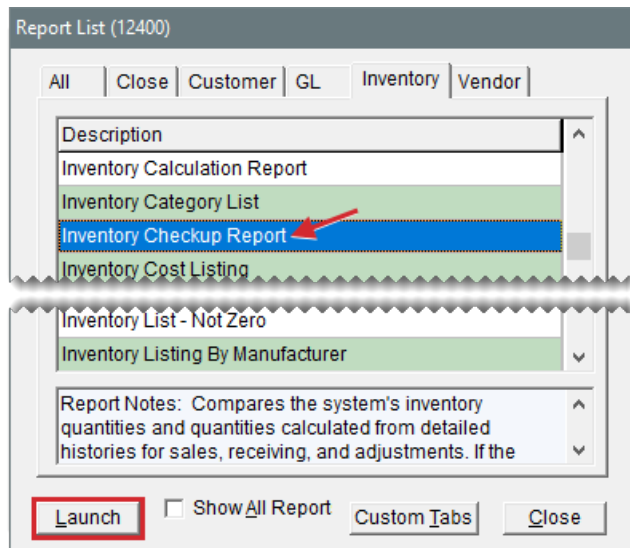 Report List (12400)
All Close Customer GL Inventory Vendor
Description
Inventory Calculation Report
Inventory Category List
Inventory Checkup Report
Inventory Cost Listing
Inventory List - Not Zero
Inventory Listing By Manufacturer
Report Notes: Compares the system's inventory
quantities and quantities calculated from detailed
histories for sales, receiving, and adjustments. If the
Launch Show All Report Custom Tabs Close